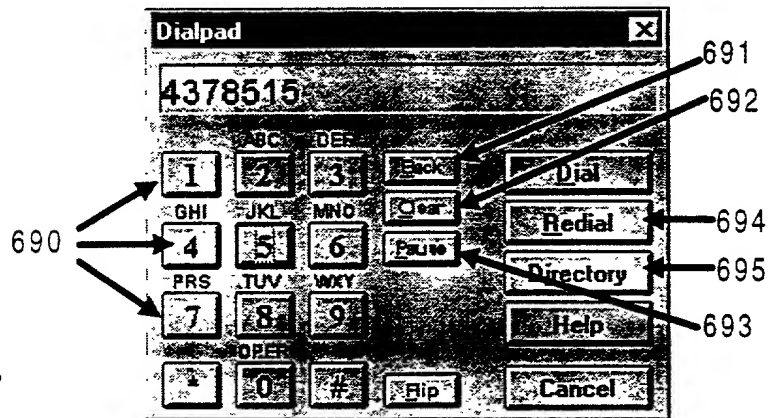 Dialpad
4378515
691
692
ABC DEF
1 2 3 Back Dial
GHI JKL MNO Clear Redial 694
690 4 5 6 Pause
PRS TUV WXY Directory 695
7 8 9 Help 693
OPER
* 0 # Flip Cancel